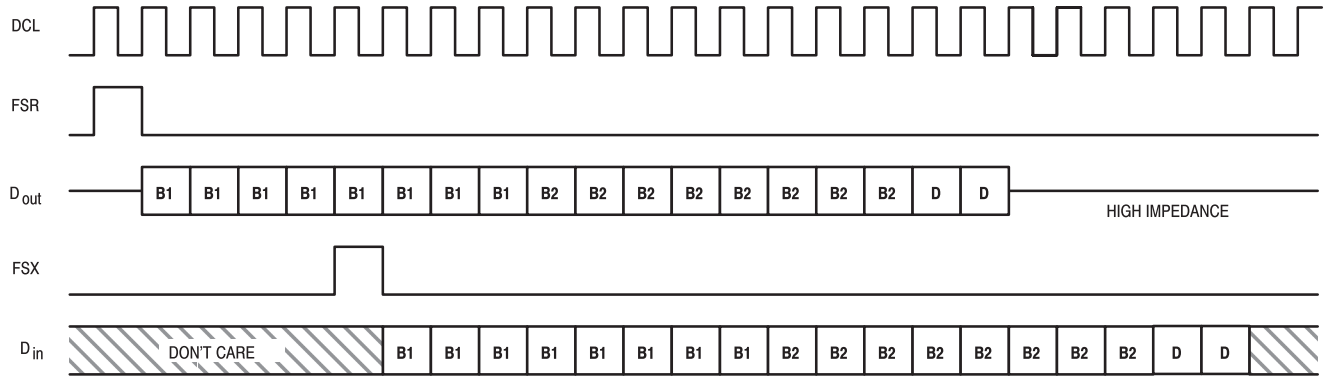 DCL
FSR
Dout B1 B1 B1 B1 B1 B1 B1 B1 B2 B2 B2 B2 B2 B2 B2 B2 D D
HIGH IMPEDANCE
FSX
Din DON'T CARE B1 B1 B1 B1 B1 B1 B1 B1 B2 B2 B2 B2 B2 B2 B2 B2 D D